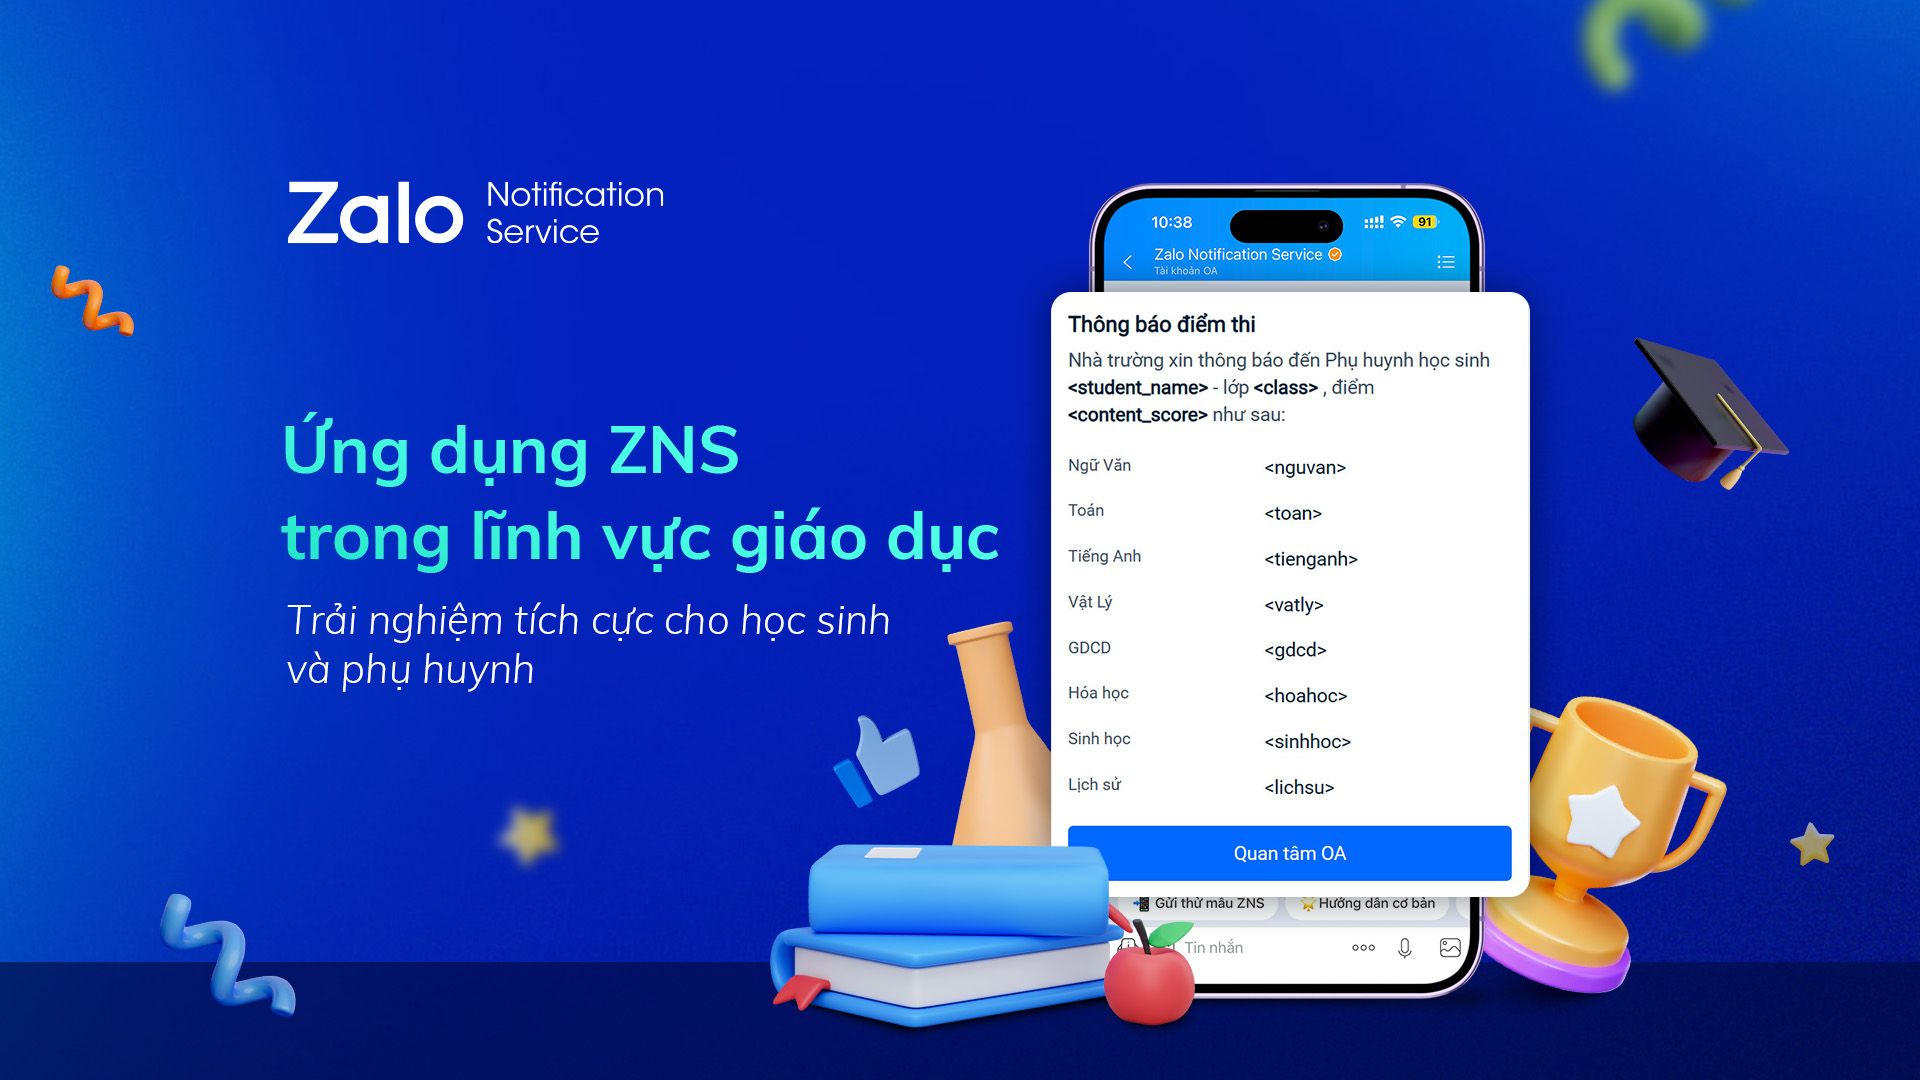 Zalo Notification
Service
Ứng dụng ZNS
trong lĩnh vực giáo dục
Trải nghiệm tích cực cho học sinh
và phụ huynh
10:38
91
Zalo Notification Service
Tài khoản OA
Thông báo điểm thi
Nhà trường xin thông báo đến Phụ huynh học sinh
<student_name> - lớp <class> , điểm
<content_score> như sau:
Ngữ Văn <nguvan>
Toán <toan>
Tiếng Anh <tienganh>
Vật Lý <vatly>
GDCD <gdcd>
Hóa học <hoahoc>
Sinh học <sinhhoc>
Lịch sử <lichsu>
Quan tâm OA
Gửi thử mẫu ZNS
Hướng dẫn cơ bản
Tin nhắn